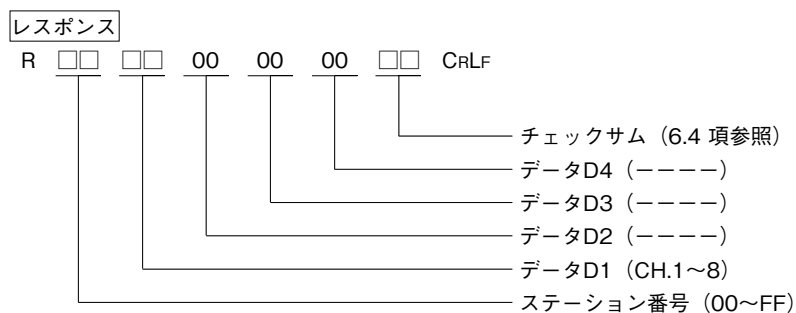 レスポンス
R □□ □□ 00 00 00 □□ CRLF
チェックサム（6.4 項参照）
データD4（－－－－）
データD3（－－－－）
データD2（－－－－）
データD1（CH.1～8）
ステーション番号（00～FF）